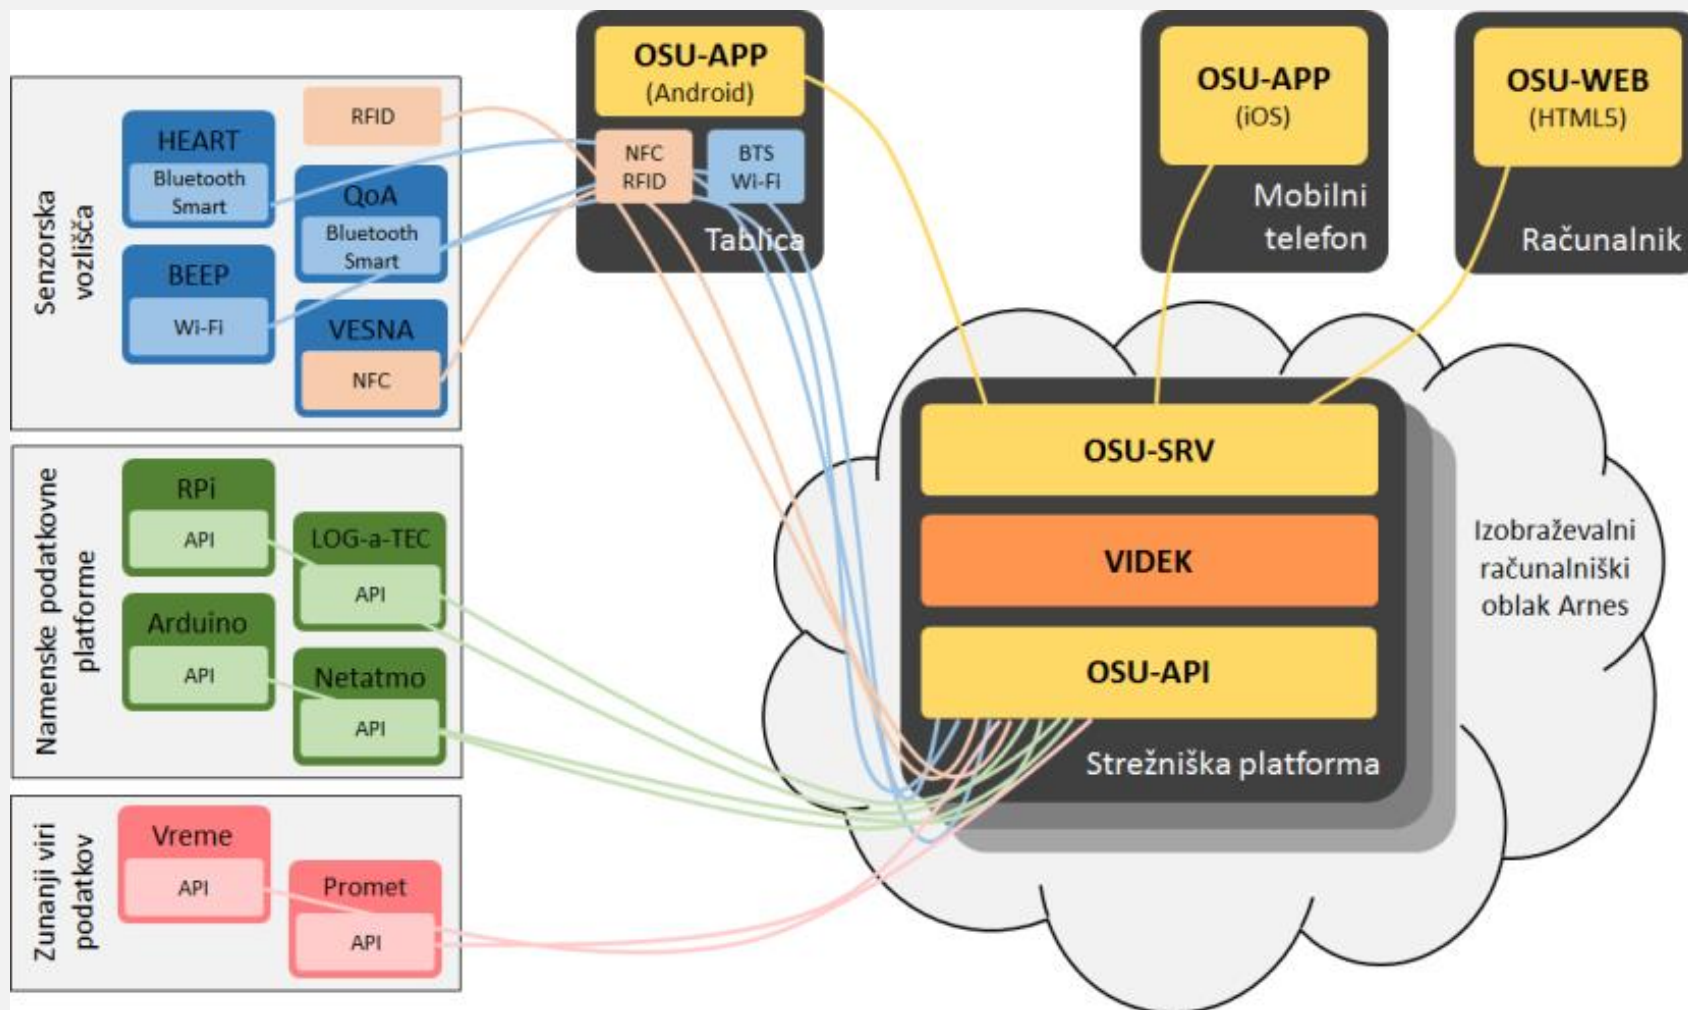 OSU-APP
(Android)
NFC
RFID
BTS
Wi-Fi
Tablica
OSU-APP
(iOS)
Mobilni
telefon
OSU-WEB
(HTML5)
Računalnik
Senzorska
vozlišča
RFID
HEART
Bluetooth
Smart
QoA
Bluetooth
Smart
BEEP
Wi-Fi
VESNA
NFC
Namenske podatkovne
platforme
RPi
API
LOG-a-TEC
API
Arduino
API
Netatmo
API
Zunanji viri
podatkov
Vreme
API
Promet
API
OSU-SRV
VIDEK
OSU-API
Strežniška platforma
Izobraževalni
računalniški
oblak Arnes